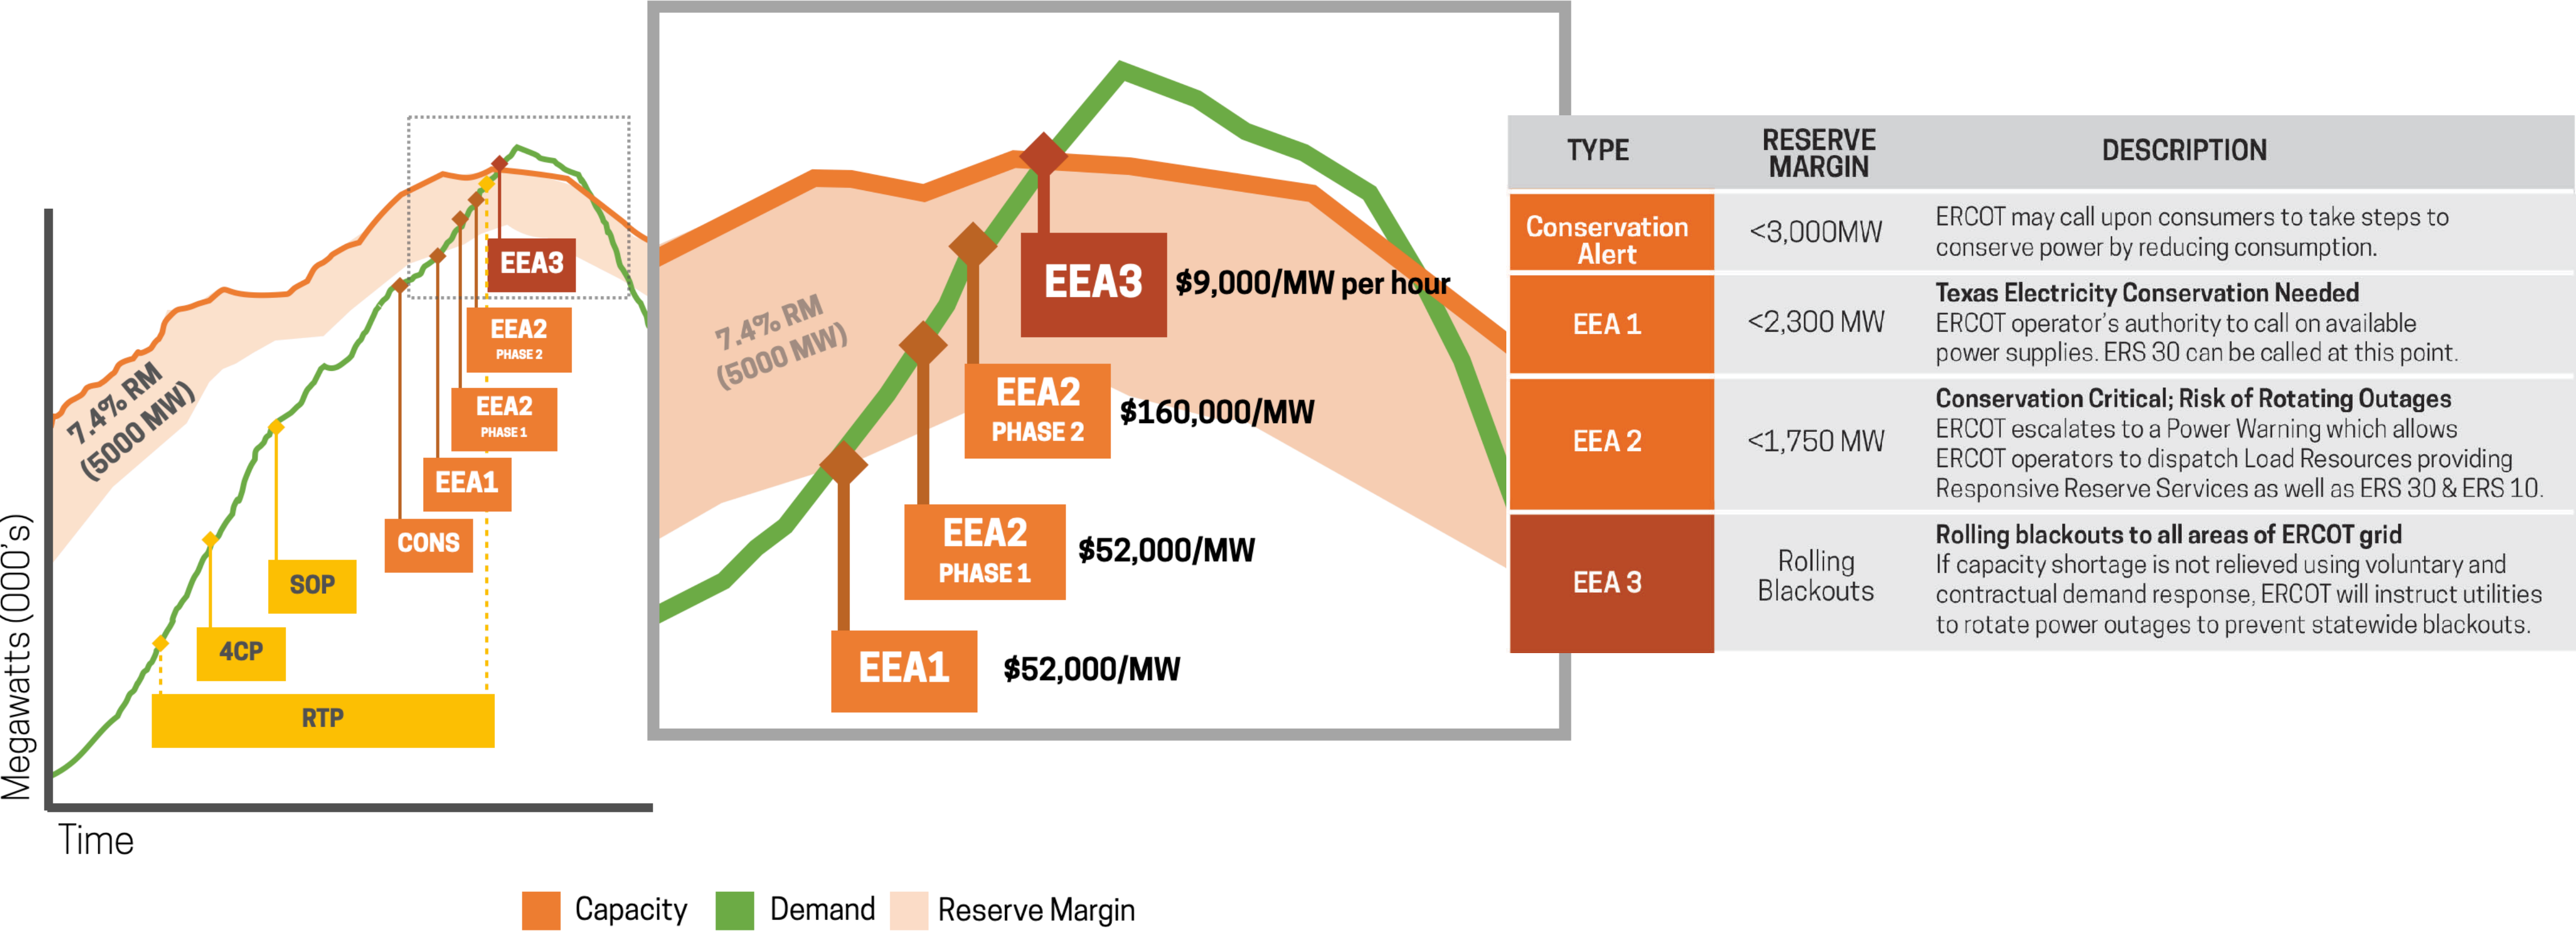 Megawatts (000's)
Time
7.4% RM
(5000 MW)
RTP
4CP
SOP
CONS
EEA1
EEA2
PHASE 1
EEA2
PHASE 2
EEA3
7.4% RM
(5000 MW)
EEA3
$9,000/MW per hour
EEA2
PHASE 2
$160,000/MW
EEA2
PHASE 1
$52,000/MW
EEA1
$52,000/MW
TYPE
RESERVE
MARGIN
DESCRIPTION
Conservation
Alert
<3,000MW
ERCOT may call upon consumers to take steps to
conserve power by reducing consumption.
EEA 1
<2,300 MW
Texas Electricity Conservation Needed
ERCOT operator's authority to call on available
power supplies. ERS 30 can be called at this point.
EEA 2
<1,750 MW
Conservation Critical; Risk of Rotating Outages
ERCOT escalates to a Power Warning which allows
ERCOT operators to dispatch Load Resources providing
Responsive Reserve Services as well as ERS 30 & ERS 10.
EEA 3
Rolling
Blackouts
Rolling blackouts to all areas of ERCOT grid
If capacity shortage is not relieved using voluntary and
contractual demand response, ERCOT will instruct utilities
to rotate power outages to prevent statewide blackouts.
Capacity
Demand
Reserve Margin